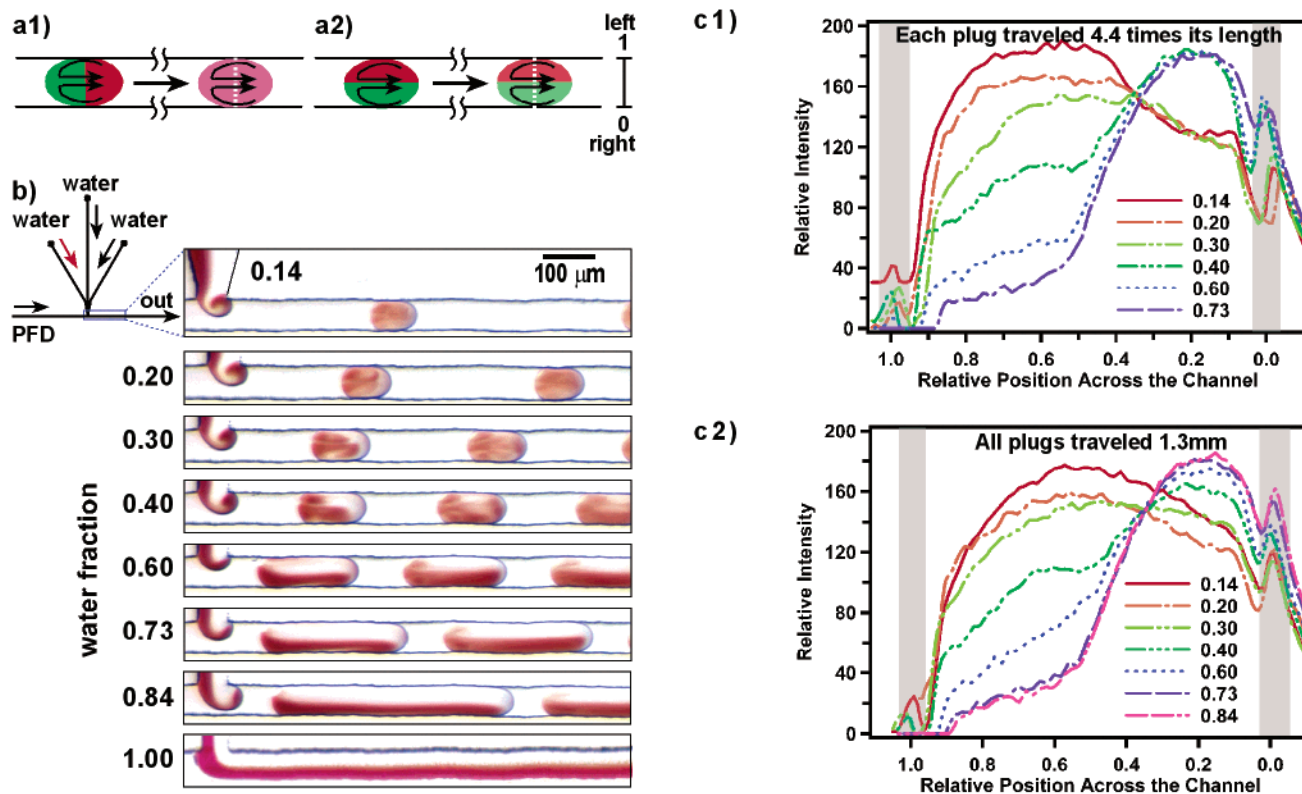 a1)
a2)
left
1
0
right
b)
water
water
water
out
PFD
0.14
100 μm
0.20
0.30
0.40
0.60
0.73
0.84
1.00
water fraction
c1)
Each plug traveled 4.4 times its length
200
160
120
80
40
0
Relative Intensity
0.14
0.20
0.30
0.40
0.60
0.73
1.0 0.8 0.6 0.4 0.2 0.0
Relative Position Across the Channel
c2)
All plugs traveled 1.3mm
200
160
120
80
40
0
Relative Intensity
0.14
0.20
0.30
0.40
0.60
0.73
0.84
1.0 0.8 0.6 0.4 0.2 0.0
Relative Position Across the Channel